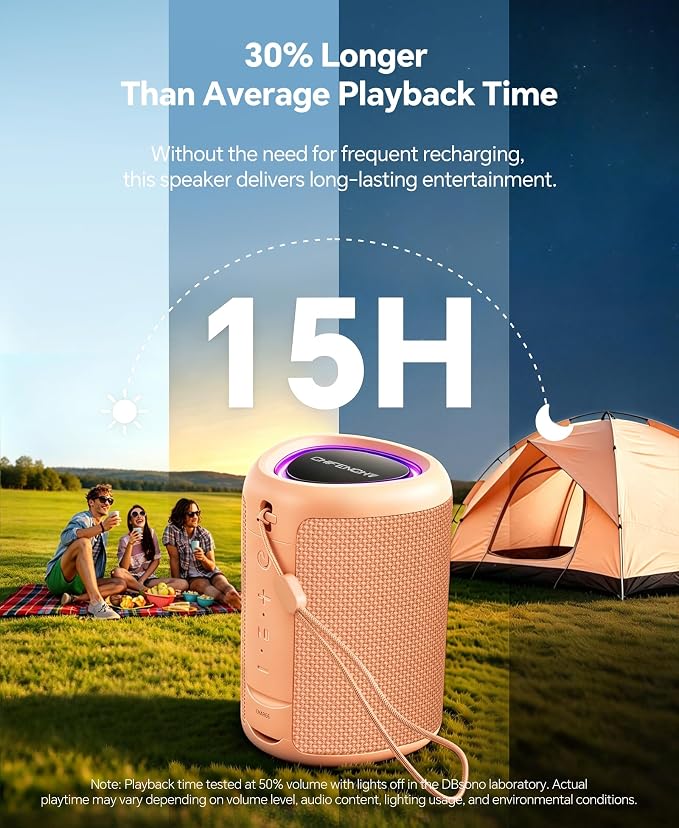 30% Longer
Than Average Playback Time
Without the need for frequent recharging,
this speaker delivers long-lasting entertainment.
15H
CHARGE
Note: Playback time tested at 50% volume with lights off in the DBsono laboratory. Actual
playtime may vary depending on volume level, audio content, lighting usage, and environmental conditions.